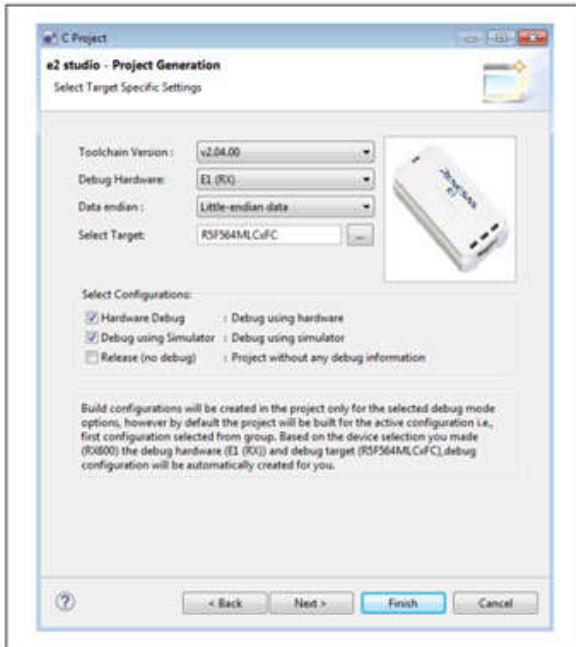 C Project
e2 studio - Project Generation
Select Target Specific Settings
Toolchain Version : v2.04.00
Debug Hardware: E1 (RX)
Data endian : Little-endian data
Select Target: R5F564MLCxFC ...
RENESAS
E1
Select Configurations:
Hardware Debug : Debug using hardware
Debug using Simulator : Debug using simulator
Release (no debug) : Project without any debug information
Build configurations will be created in the project only for the selected debug mode
options, however by default the project will be built for the active configuration i.e.,
first configuration selected from group. Based on the device selection you made
(RX600) the debug hardware (E1 (RX)) and debug target (R5F564MLCxFC),debug
configuration will be automatically created for you.
? < Back Next > Finish Cancel